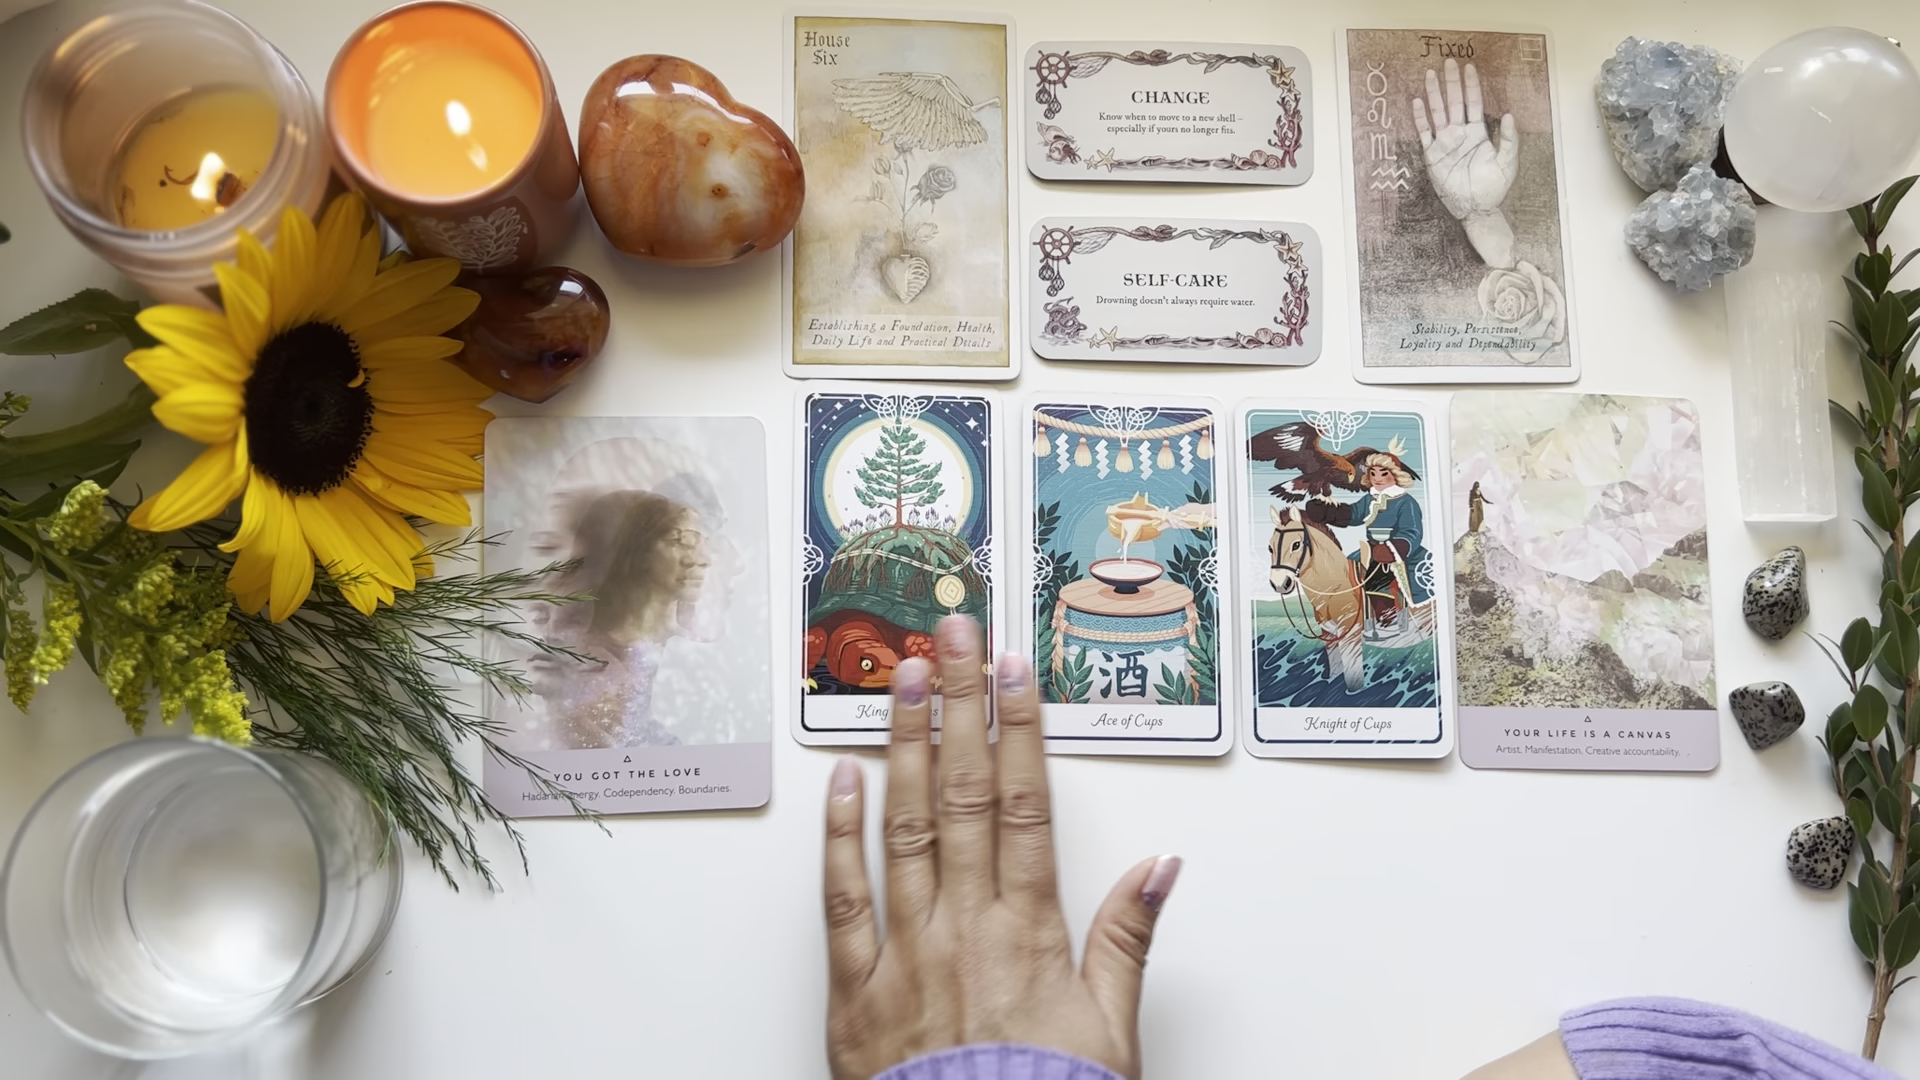 House
Six
Establishing a Foundation, Health,
Daily Life and Practical Details
CHANGE
Know when to move to a new shell –
especially if yours no longer fits.
SELF-CARE
Drowning doesn't always require water.
Fixed
Stability, Persistence,
Loyality and Dependability
YOU GOT THE LOVE
energy. Codependency. Boundaries.
King
Ace of Cups
酒
Knight of Cups
YOUR LIFE IS A CANVAS
Artist. Manifestation. Creative accountability.